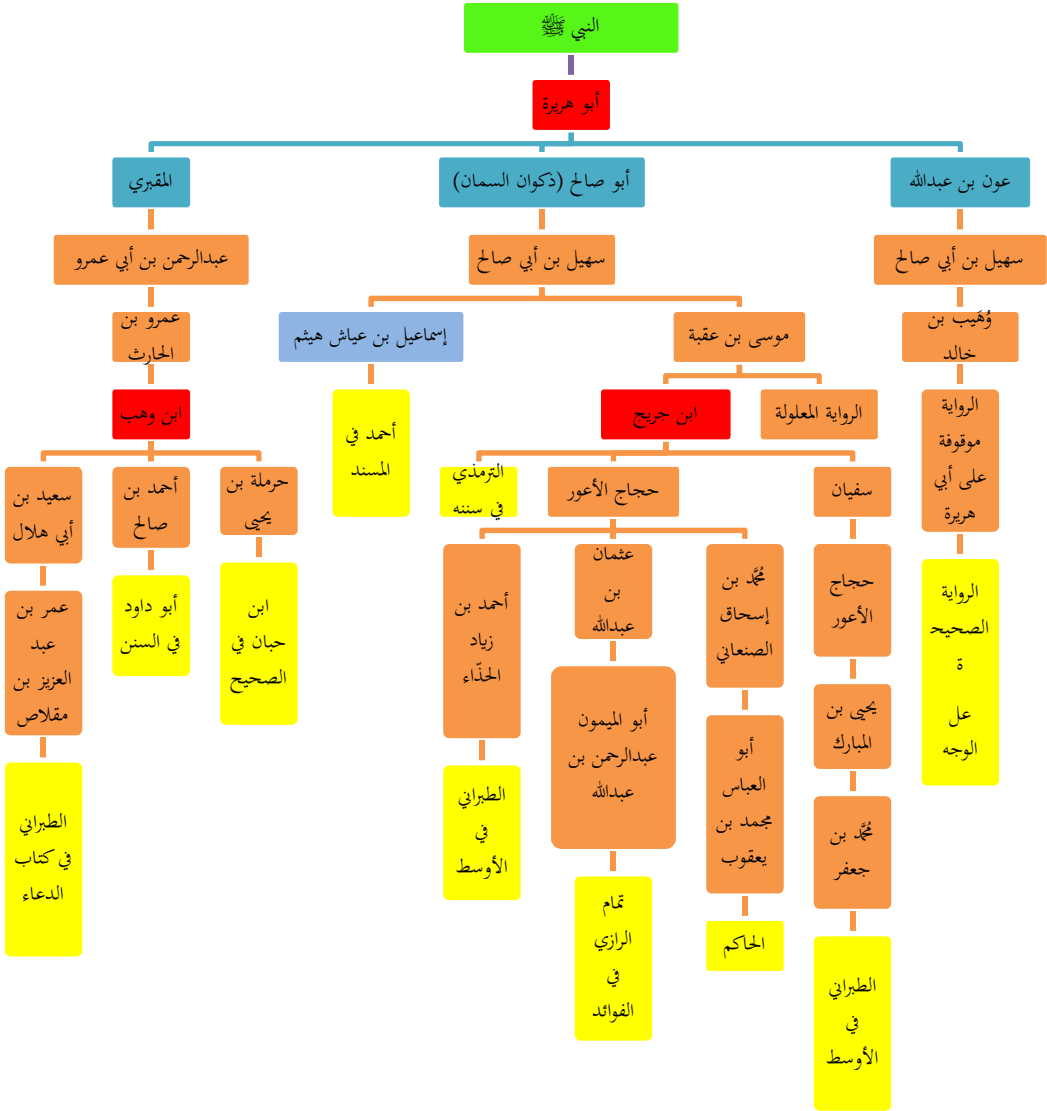 النبي ﷺ
أبو هريرة
عون بن عبدالله
أبو صالح (ذكوان السمان)
المقبري
سهيل بن أبي صالح
سهيل بن أبي صالح
عبدالرحمن بن أبي عمرو
وُهَيب بن
خالد
موسى بن عقبة
إسماعيل بن عياش هيثم
عمرو بن
الحارث
الرواية
موقوفة
على أبي
هريرة
الرواية المعلولة
ابن جريج
أحمد في
المسند
ابن وهب
سفيان
حجاج الأعور
الترمذي
في سننه
حرملة بن
يحيى
أحمد بن
صالح
سعيد بن
أبي هلال
الرواية
الصحيحـ
ة
عل
الوجه
حجاج
الأعور
مُحَّد بن
إسحاق
الصنعاني
عثمان
بن
عبدالله
أحمد بن
زياد
الحذّاء
ابن
حبان في
الصحيح
أبو داود
في السنن
عمر بن
عبد
العزيز بن
مقلاص
يحيى بن
المبارك
أبو
العباس
مجمد بن
يعقوب
أبو الميمون
عبدالرحمن بن
عبدالله
الطبراني
في
الأوسط
الطبراني
في كتاب
الدعاء
مُحَّد بن
جعفر
الحاكم
تمام
الرازي
في
الفوائد
الطبراني
في
الأوسط